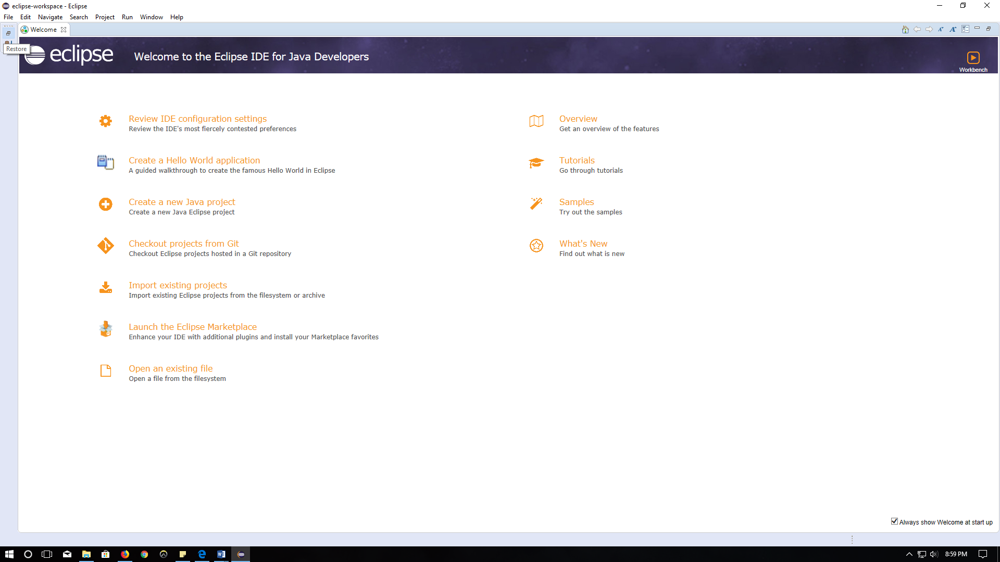 eclipse-workspace - Eclipse
File Edit Navigate Search Project Run Window Help
Welcome
Restore
eclipse
Welcome to the Eclipse IDE for Java Developers
Workbench
Review IDE configuration settings
Review the IDE's most fiercely contested preferences
Create a Hello World application
A guided walkthrough to create the famous Hello World in Eclipse
Create a new Java project
Create a new Java Eclipse project
Checkout projects from Git
Checkout Eclipse projects hosted in a Git repository
Import existing projects
Import existing Eclipse projects from the filesystem or archive
Launch the Eclipse Marketplace
Enhance your IDE with additional plugins and install your Marketplace favorites
Open an existing file
Open a file from the filesystem
Overview
Get an overview of the features
Tutorials
Go through tutorials
Samples
Try out the samples
What's New
Find out what is new
Always show Welcome at start up
8:59 PM